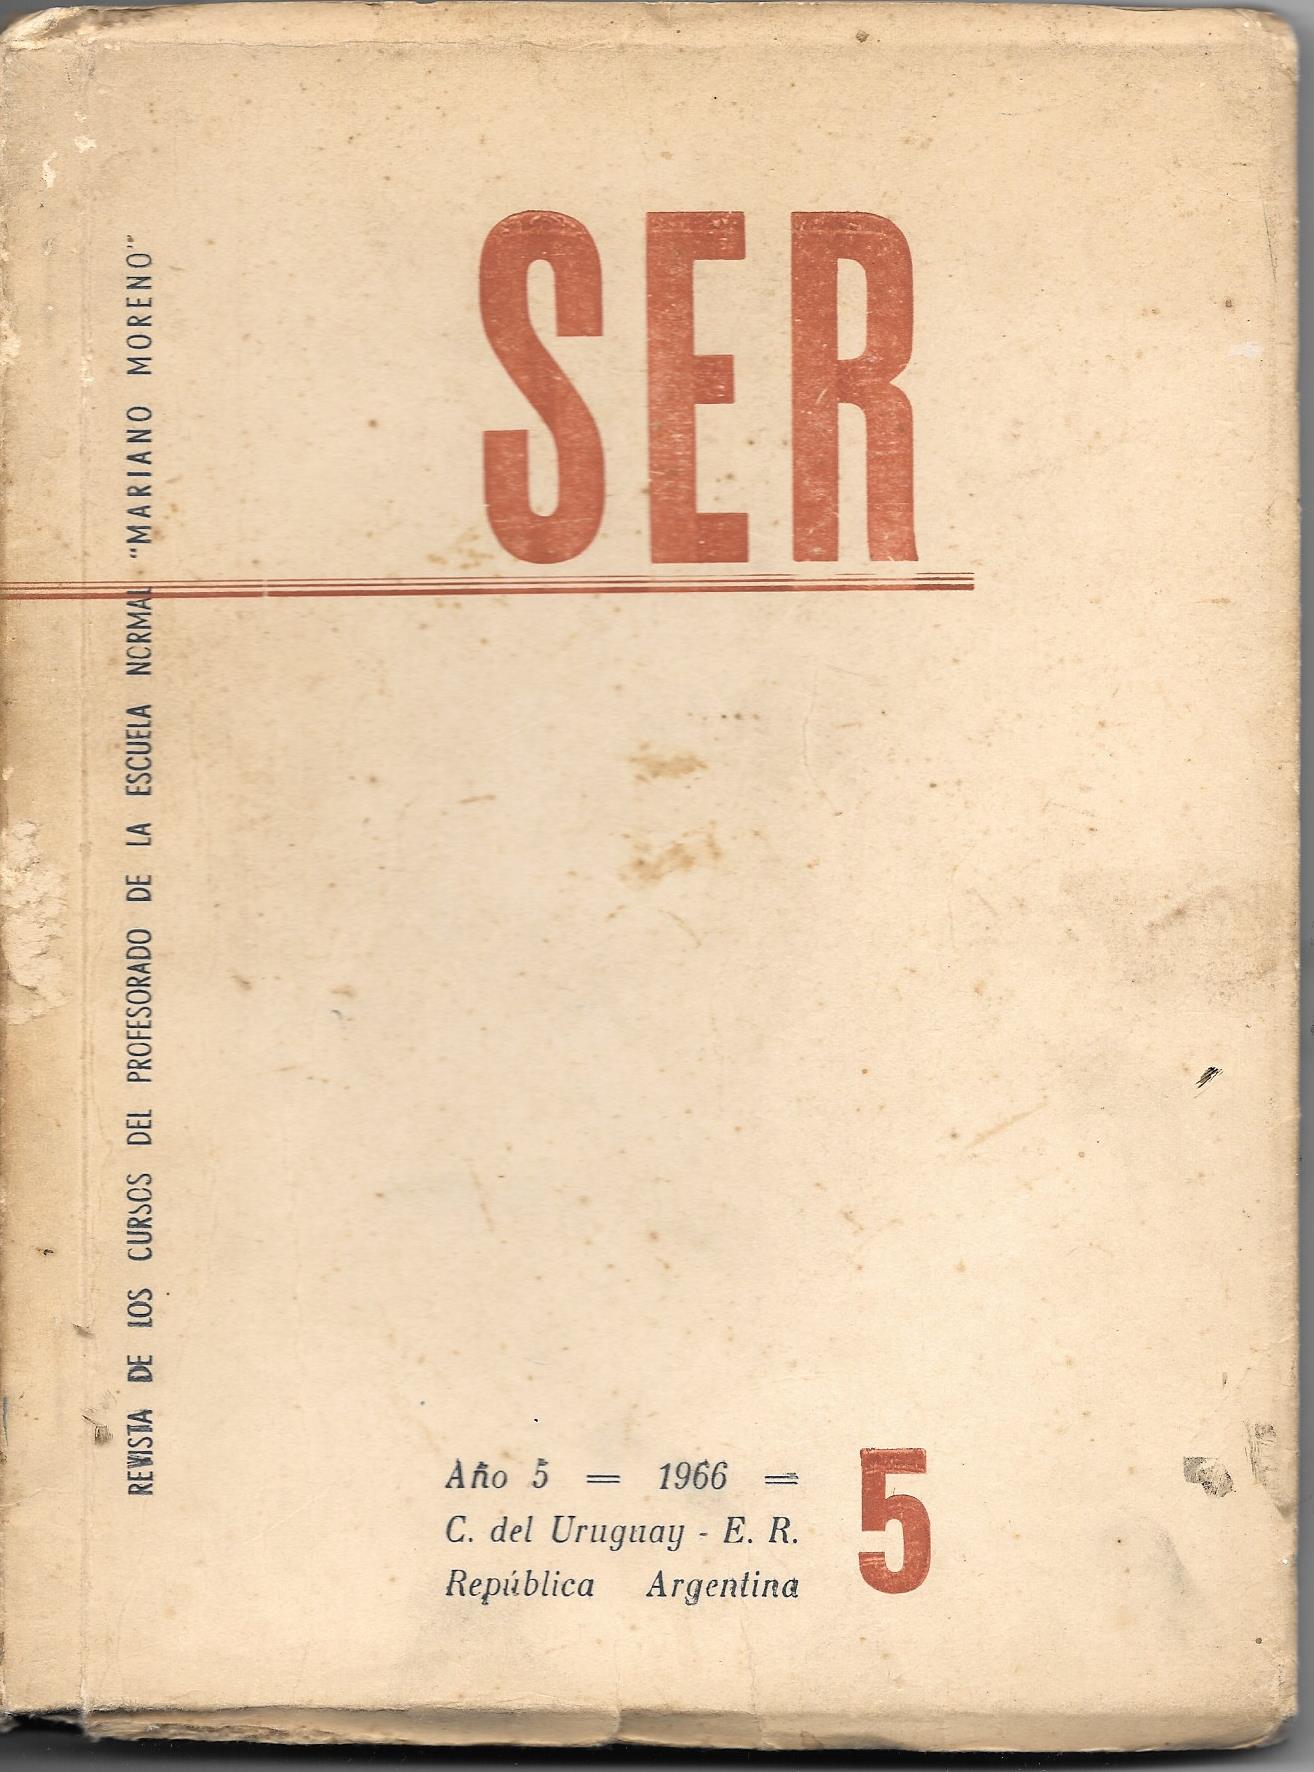 SER
REVISTA DE LOS CURSOS DEL PROFESORADO DE LA ESCUELA NORMAL "MARIANO MORENO"
Año 5 = 1966 =
C. del Uruguay - E. R.
República Argentina
5